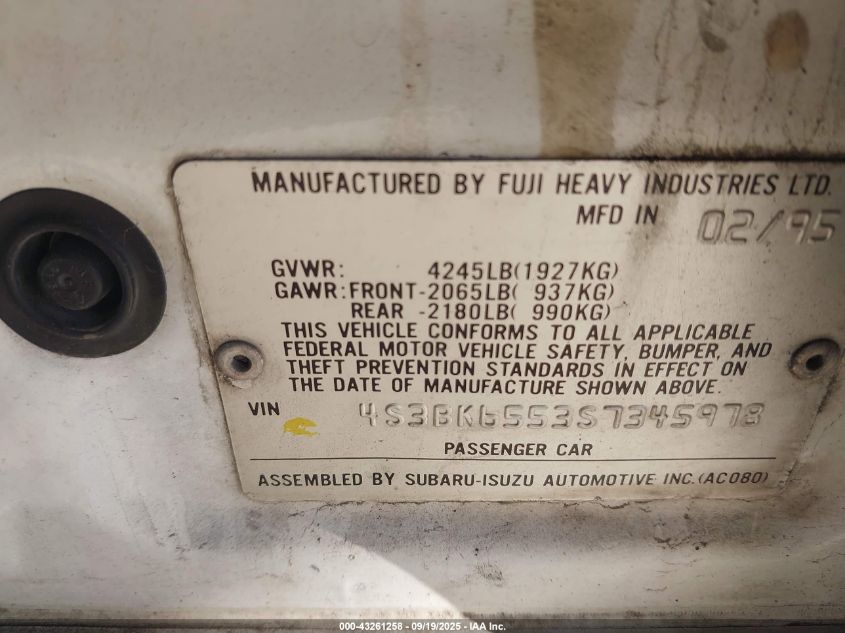 MANUFACTURED BY FUJI HEAVY INDUSTRIES LTD.
MFD IN 02/95
GVWR: 4245LB(1927KG)
GAWR:FRONT-2065LB( 937KG)
REAR -2180LB( 990KG)
THIS VEHICLE CONFORMS TO ALL APPLICABLE
FEDERAL MOTOR VEHICLE SAFETY, BUMPER, AND
THEFT PREVENTION STANDARDS IN EFFECT ON
THE DATE OF MANUFACTURE SHOWN ABOVE.
VIN 4S3BK6553S7345978
PASSENGER CAR
ASSEMBLED BY SUBARU-ISUZU AUTOMOTIVE INC.(AC080)
000-43261258 - 09/19/2025 - IAA Inc.